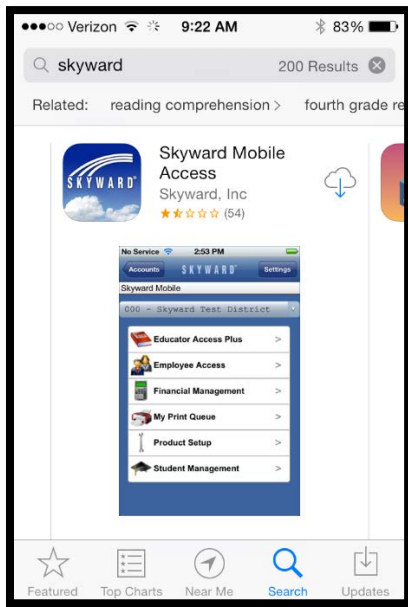 Verizon 9:22 AM 83%
skyward 200 Results
Related: reading comprehension > fourth grade re
SKYWARD
Skyward Mobile
Access
Skyward, Inc
(54)
No Service 2:53 PM
Accounts SKYWARD Settings
Skyward Mobile
000 - Skyward Test District
Educator Access Plus >
Employee Access >
Financial Management >
My Print Queue >
Product Setup >
Student Management >
Featured Top Charts Near Me Search Updates